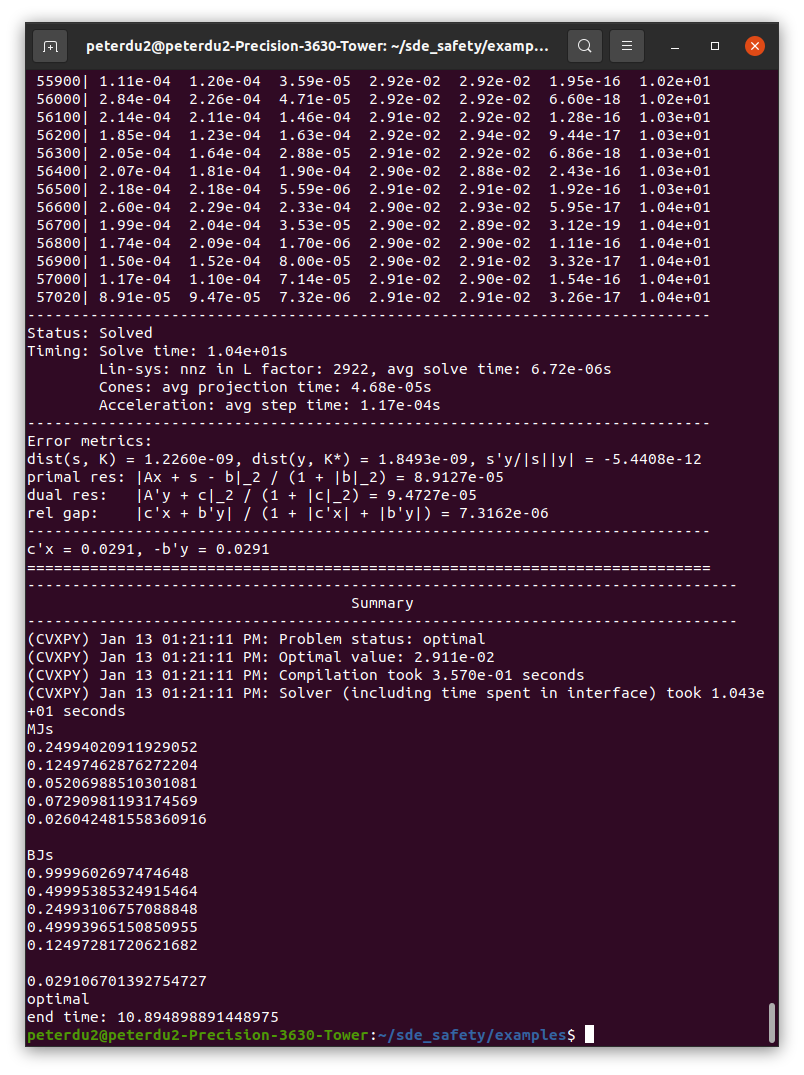 peterdu2@peterdu2-Precision-3630-Tower: ~/sde_safety/examp...
55900| 1.11e-04  1.20e-04  3.59e-05  2.92e-02  2.92e-02  1.95e-16  1.02e+01
56000| 2.84e-04  2.26e-04  4.71e-05  2.92e-02  2.92e-02  6.60e-18  1.02e+01
56100| 2.14e-04  2.11e-04  1.46e-04  2.91e-02  2.92e-02  1.28e-16  1.03e+01
56200| 1.85e-04  1.23e-04  1.63e-04  2.92e-02  2.94e-02  9.44e-17  1.03e+01
56300| 2.05e-04  1.64e-04  2.88e-05  2.91e-02  2.92e-02  6.86e-18  1.03e+01
56400| 2.07e-04  1.81e-04  1.90e-04  2.90e-02  2.88e-02  2.43e-16  1.03e+01
56500| 2.18e-04  2.18e-04  5.59e-06  2.91e-02  2.91e-02  1.92e-16  1.03e+01
56600| 2.60e-04  2.29e-04  2.33e-04  2.90e-02  2.93e-02  5.95e-17  1.04e+01
56700| 1.99e-04  2.04e-04  3.53e-05  2.90e-02  2.89e-02  3.12e-19  1.04e+01
56800| 1.74e-04  2.09e-04  1.70e-06  2.90e-02  2.90e-02  1.11e-16  1.04e+01
56900| 1.50e-04  1.52e-04  8.00e-05  2.90e-02  2.91e-02  3.32e-17  1.04e+01
57000| 1.17e-04  1.10e-04  7.14e-05  2.91e-02  2.90e-02  1.54e-16  1.04e+01
57020| 8.91e-05  9.47e-05  7.32e-06  2.91e-02  2.91e-02  3.26e-17  1.04e+01
----------------------------------------------------------------------------
Status: Solved
Timing: Solve time: 1.04e+01s
        Lin-sys: nnz in L factor: 2922, avg solve time: 6.72e-06s
        Cones: avg projection time: 4.68e-05s
        Acceleration: avg step time: 1.17e-04s
----------------------------------------------------------------------------
Error metrics:
dist(s, K) = 1.2260e-09, dist(y, K*) = 1.8493e-09, s'y/|s||y| = -5.4408e-12
primal res: |Ax + s - b|_2 / (1 + |b|_2) = 8.9127e-05
dual res:   |A'y + c|_2 / (1 + |c|_2) = 9.4727e-05
rel gap:    |c'x + b'y| / (1 + |c'x| + |b'y|) = 7.3162e-06
----------------------------------------------------------------------------
c'x = 0.0291, -b'y = 0.0291
============================================================================
-------------------------------------------------------------------------------
                                    Summary
-------------------------------------------------------------------------------
(CVXPY) Jan 13 01:21:11 PM: Problem status: optimal
(CVXPY) Jan 13 01:21:11 PM: Optimal value: 2.911e-02
(CVXPY) Jan 13 01:21:11 PM: Compilation took 3.570e-01 seconds
(CVXPY) Jan 13 01:21:11 PM: Solver (including time spent in interface) took 1.043e
+01 seconds
MJs
0.24994020911929052
0.12497462876272204
0.05206988510301081
0.07290981193174569
0.026042481558360916

BJs
0.9999602697474648
0.49995385324915464
0.24993106757088848
0.49993965150850955
0.12497281720621682

0.029106701392754727
optimal
end time: 10.894898891448975
peterdu2@peterdu2-Precision-3630-Tower:~/sde_safety/examples$